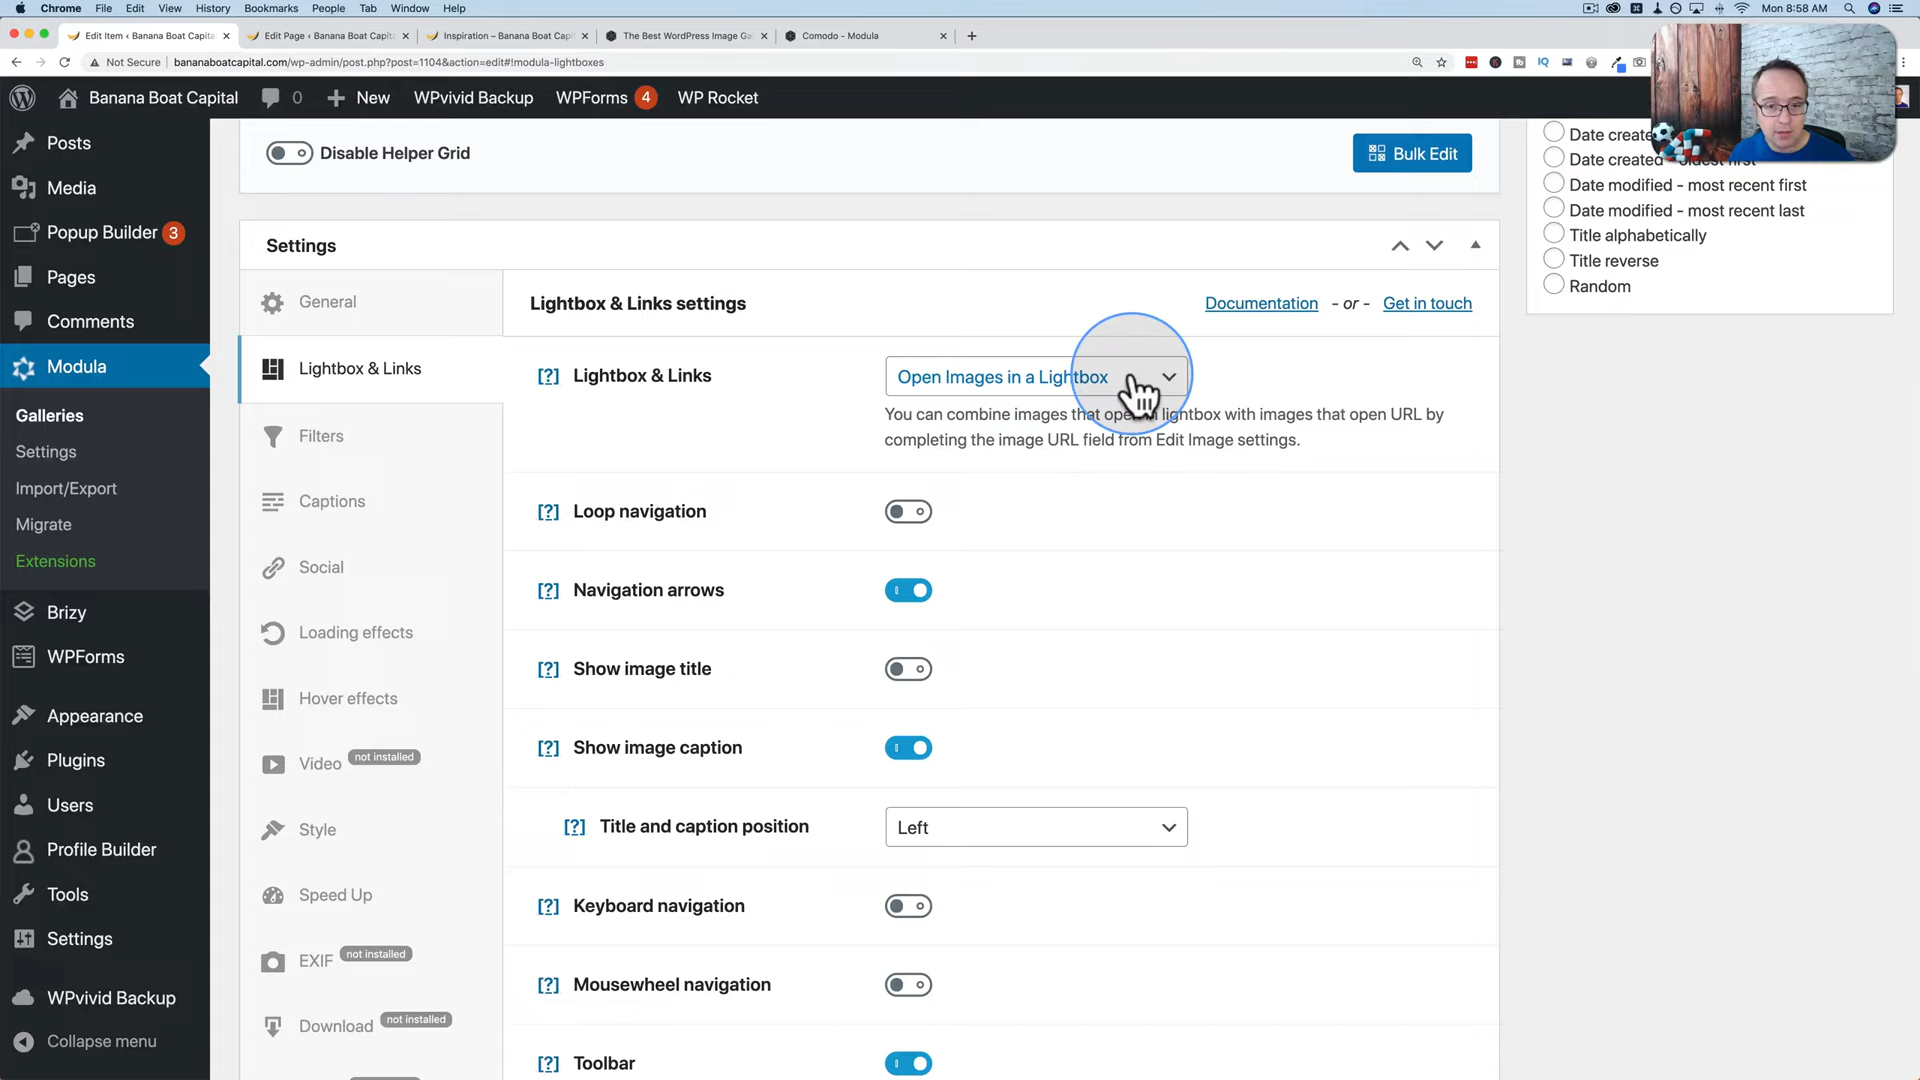 Chrome File Edit View History Bookmarks People Tab Window Help
Mon 8:58 AM
Edit Item ‹ Banana Boat Capita
Edit Page ‹ Banana Boat Capita
Inspiration – Banana Boat Capi
The Best WordPress Image Ga
Comodo - Modula
Not Secure bananaboatcapital.com/wp-admin/post.php?post=1104&action=edit#!modula-lightboxes
IQ
Banana Boat Capital 0 New WPvivid Backup WPForms 4 WP Rocket
Posts
Media
Popup Builder 3
Pages
Comments
Modula
Galleries
Settings
Import/Export
Migrate
Extensions
Brizy
WPForms
Appearance
Plugins
Users
Profile Builder
Tools
Settings
WPvivid Backup
Collapse menu
Disable Helper Grid
Bulk Edit
Settings
General
Lightbox & Links
Filters
Captions
Social
Loading effects
Hover effects
Video not installed
Style
Speed Up
EXIF not installed
Download not installed
Lightbox & Links settings
Documentation - or - Get in touch
[?] Lightbox & Links
Open Images in a Lightbox
You can combine images that open in lightbox with images that open URL by
completing the image URL field from Edit Image settings.
[?] Loop navigation
[?] Navigation arrows
[?] Show image title
[?] Show image caption
[?] Title and caption position
Left
[?] Keyboard navigation
[?] Mousewheel navigation
[?] Toolbar
Date create
Date created - oldest first
Date modified - most recent first
Date modified - most recent last
Title alphabetically
Title reverse
Random